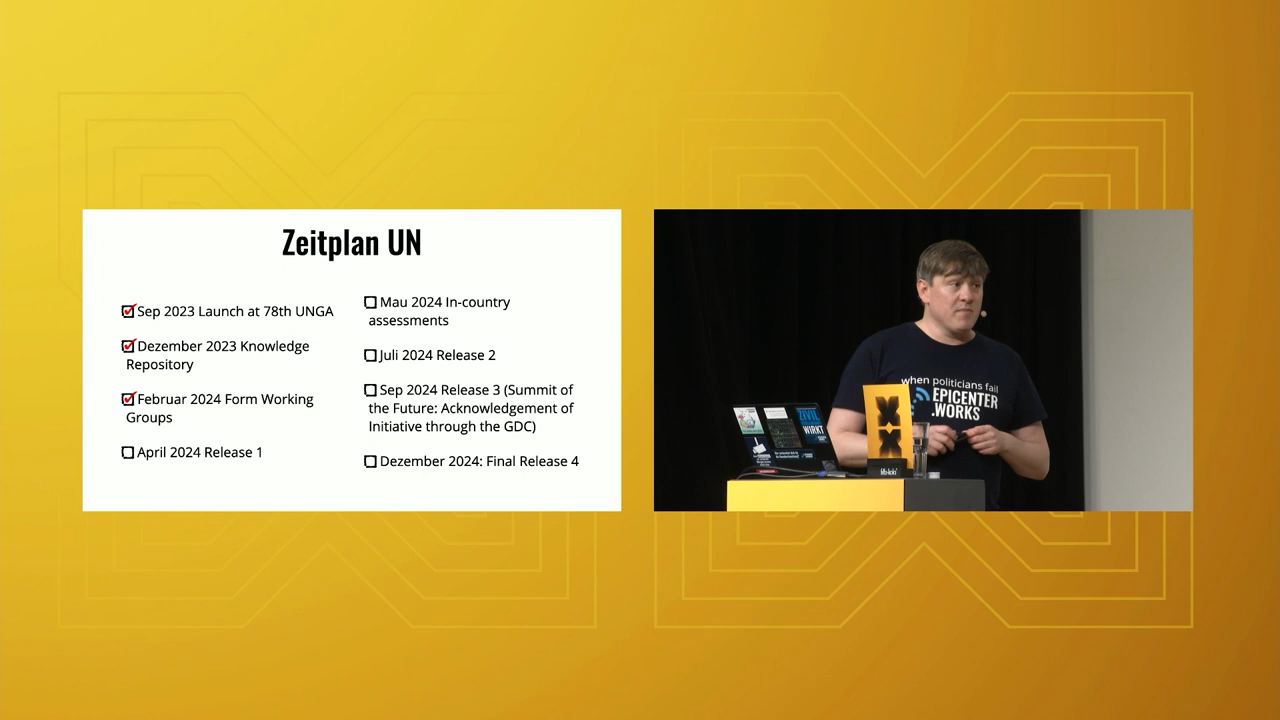 Zeitplan UN
Sep 2023 Launch at 78th UNGA
Dezember 2023 Knowledge
Repository
Februar 2024 Form Working
Groups
April 2024 Release 1
Mau 2024 In-country
assessments
Juli 2024 Release 2
Sep 2024 Release 3 (Summit of
the Future: Acknowledgement of
Initiative through the GDC)
Dezember 2024: Final Release 4
when politicians fail
EPICENTER
.WORKS
ZIVIL
WIRKT